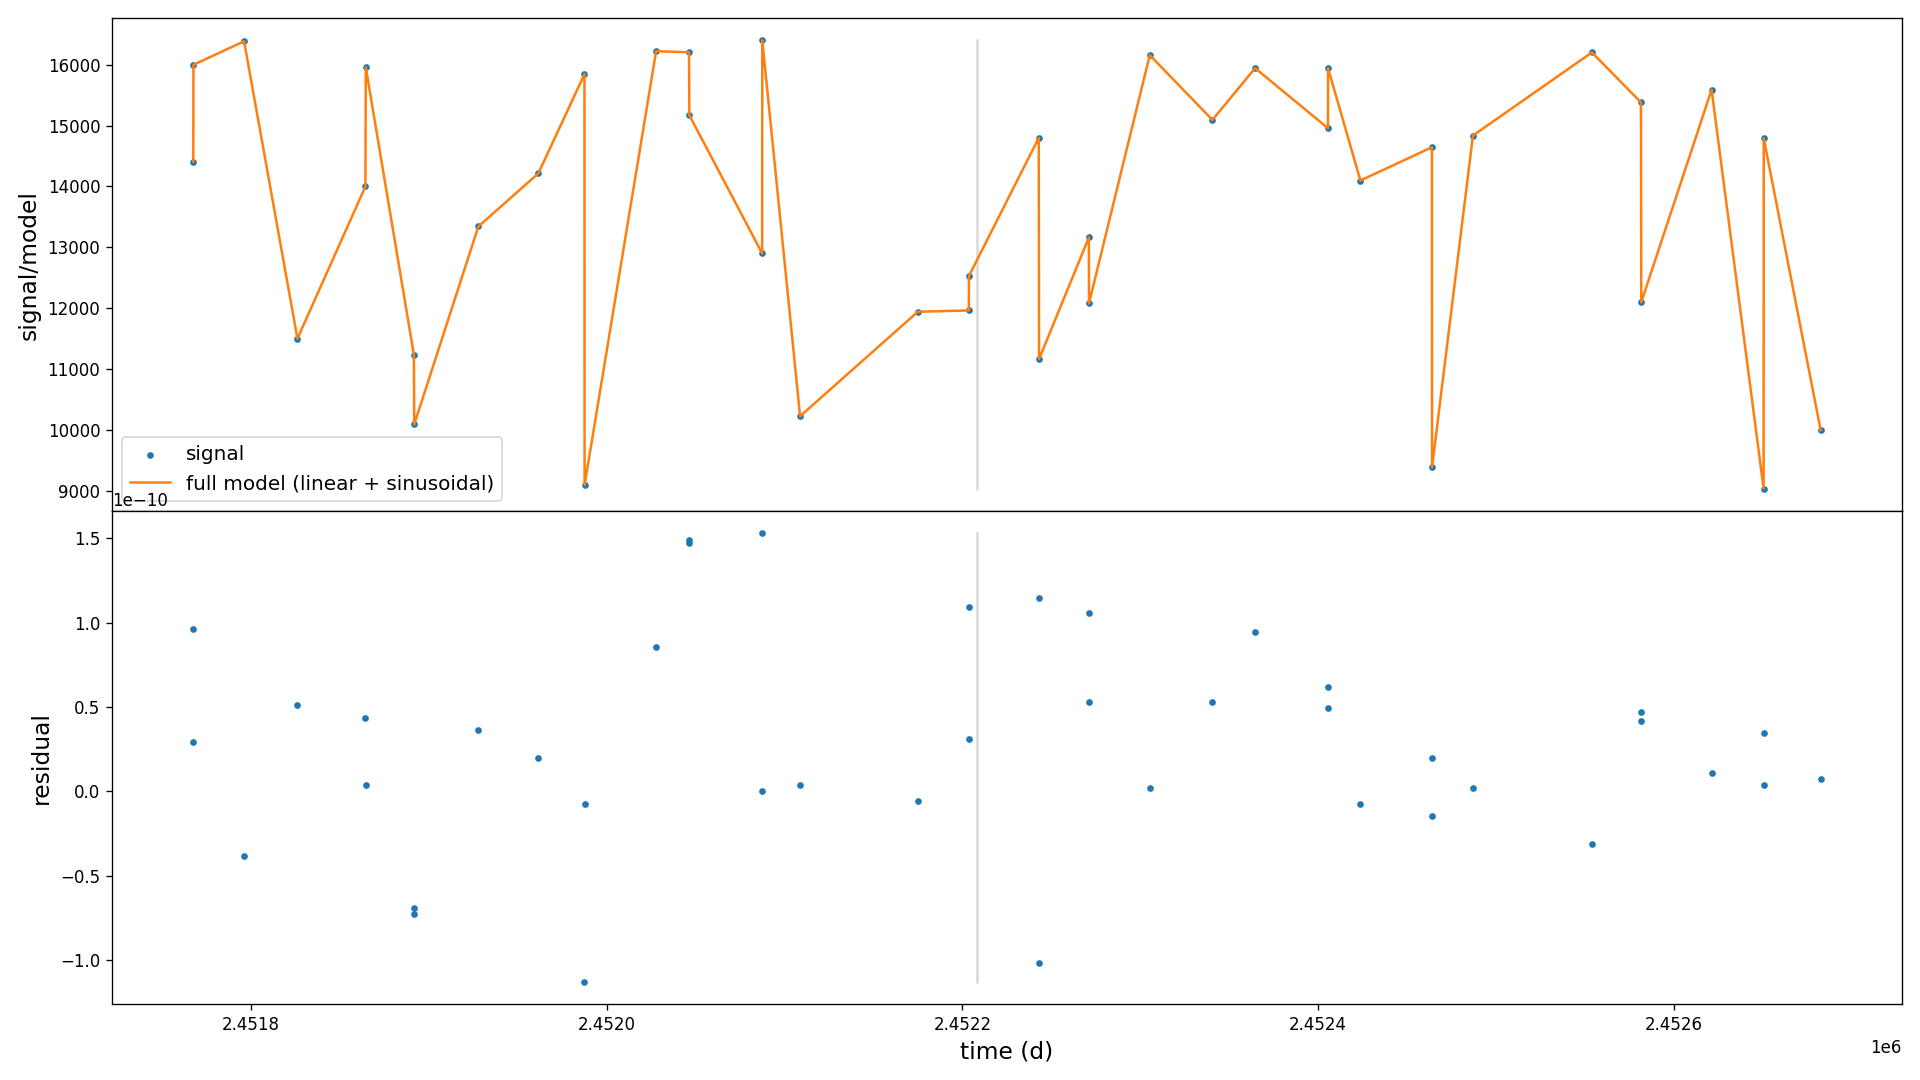 16000
15000
14000
13000
12000
11000
10000
9000
signal/model
signal
full model (linear + sinusoidal)
1e−10
1.5
1.0
0.5
0.0
−0.5
−1.0
residual
2.4518
2.4520
2.4522
2.4524
2.4526
time (d)
1e6